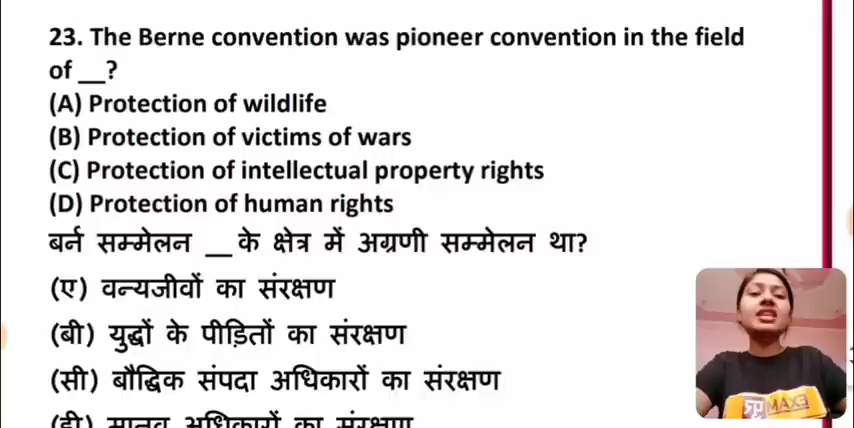 23. The Berne convention was pioneer convention in the field
of __?
(A) Protection of wildlife
(B) Protection of victims of wars
(C) Protection of intellectual property rights
(D) Protection of human rights
बर्न सम्मेलन __ के क्षेत्र में अग्रणी सम्मेलन था?
(ए) वन्यजीवों का संरक्षण
(बी) युद्धों के पीड़ितों का संरक्षण
(सी) बौद्धिक संपदा अधिकारों का संरक्षण
(डी) मानव अधिकारों का संरक्षण